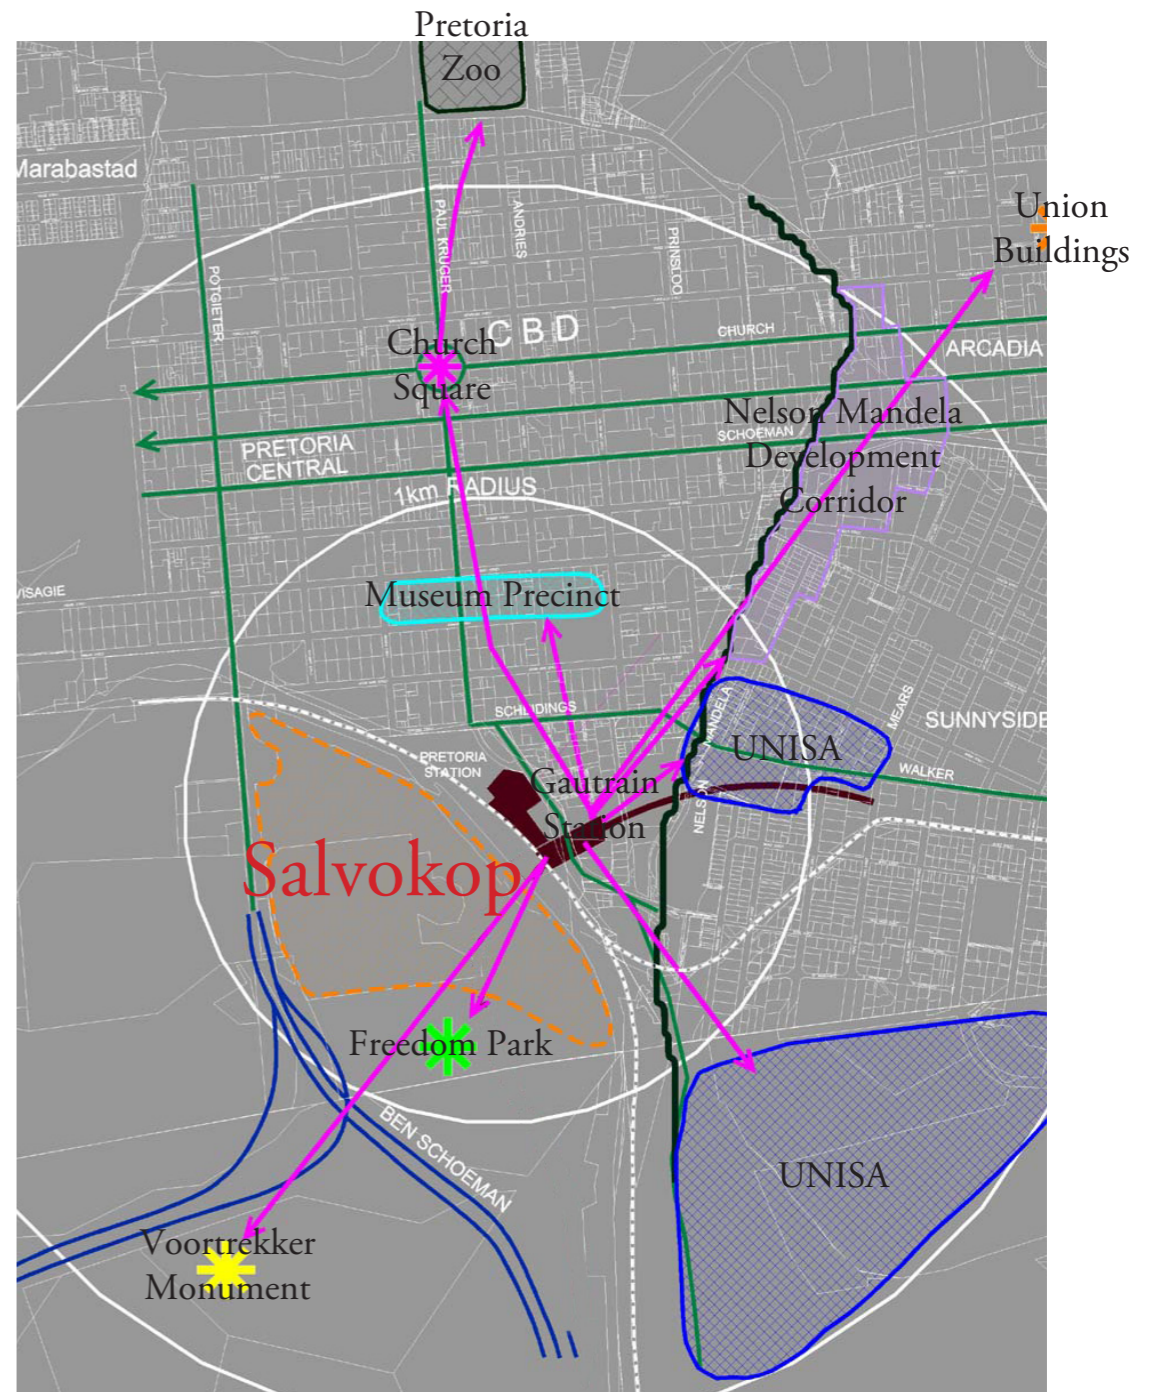 Pretoria
Zoo
Marabastad
Union
Buildings
PAUL KRUGER
ANDRIES
PRINSLOO
POTGIETER
CBD
CHURCH
ARCADIA
Church
Square
Nelson Mandela
Development
Corridor
SCHOEMAN
PRETORIA
CENTRAL
1km RADIUS
VISAGIE
Museum Precinct
SCHEIDINGS
MEARS
SUNNYSIDE
NELSON MANDELA
UNISA
WALKER
PRETORIA
STATION
Gautrain
Station
Salvokop
Freedom Park
BEN SCHOEMAN
UNISA
Voortrekker
Monument